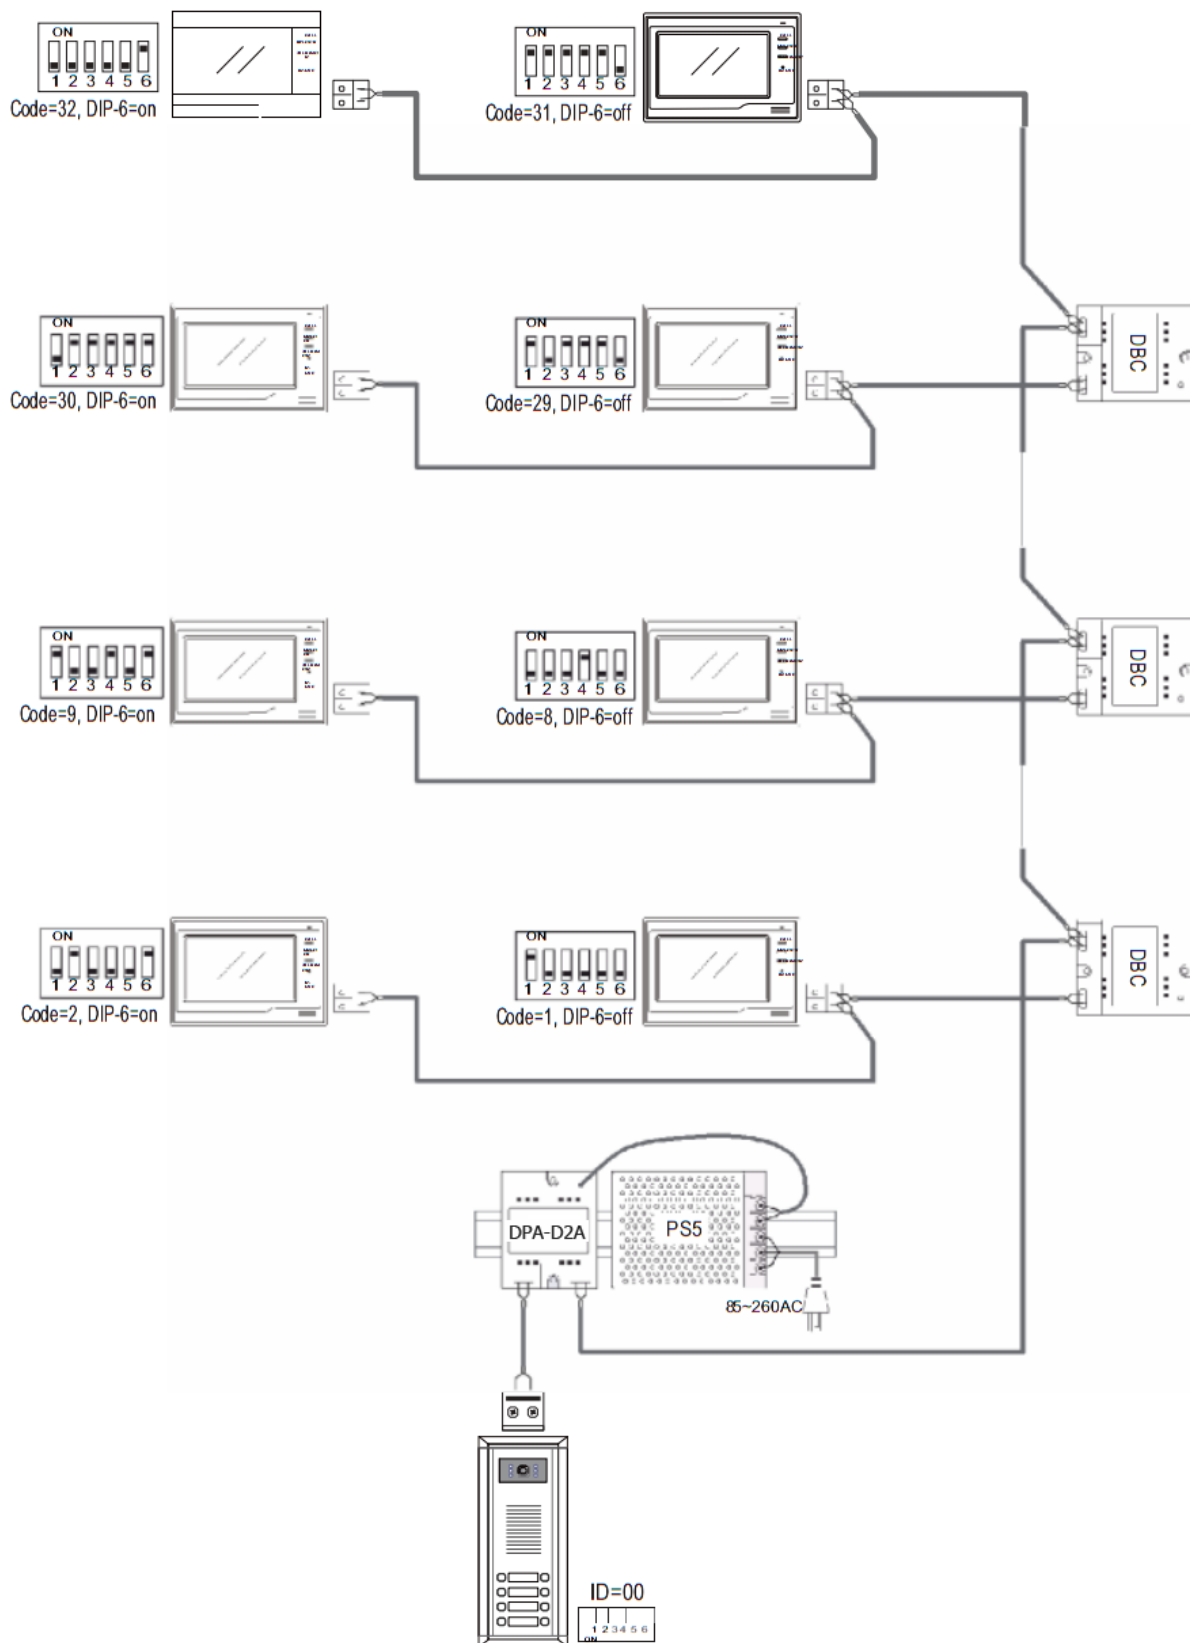 ON
1 2 3 4 5 6
Code=32, DIP-6=on
ON
1 2 3 4 5 6
Code=31, DIP-6=off
ON
1 2 3 4 5 6
Code=30, DIP-6=on
ON
1 2 3 4 5 6
Code=29, DIP-6=off
DBC
ON
1 2 3 4 5 6
Code=9, DIP-6=on
ON
1 2 3 4 5 6
Code=8, DIP-6=off
DBC
ON
1 2 3 4 5 6
Code=2, DIP-6=on
ON
1 2 3 4 5 6
Code=1, DIP-6=off
DBC
DPA-D2A
PS5
85~260AC
ID=00
1 2 3 4 5 6
ON